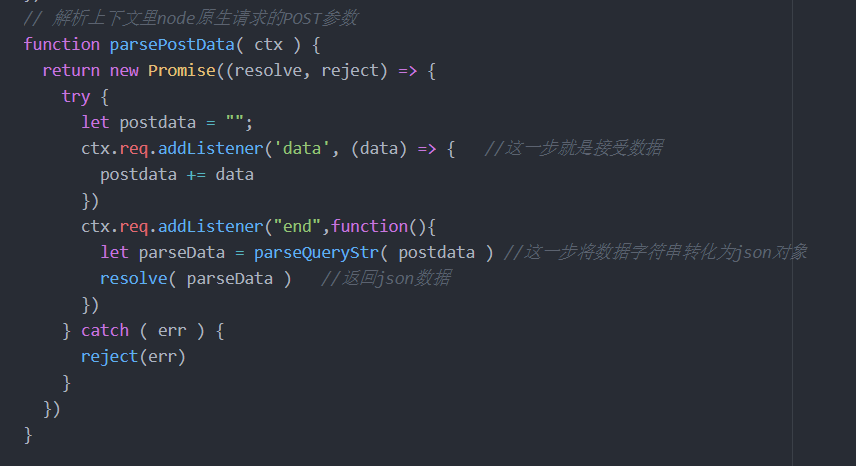 // 解析上下文里node原生请求的POST参数
function parsePostData( ctx ) {
  return new Promise((resolve, reject) => {
    try {
      let postdata = "";
      ctx.req.addListener('data', (data) => {   //这一步就是接受数据
        postdata += data
      })
      ctx.req.addListener("end",function(){
        let parseData = parseQueryStr( postdata ) //这一步将数据字符串转化为json对象
        resolve( parseData )   //返回json数据
      })
    } catch ( err ) {
      reject(err)
    }
  })
}